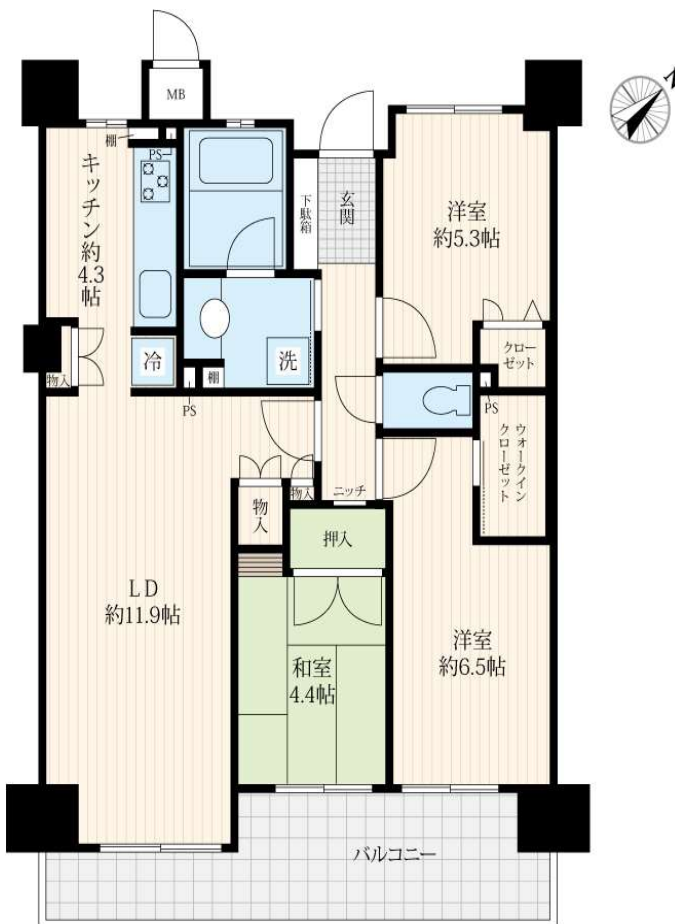 MB
N
棚
PS
キッチン約
4.3
帖
下駄箱
玄関
洋室
約5.3帖
クロー
ゼット
冷
洗
棚
物入
PS
PS
ウォークイン
クローゼット
物入
物入
ニッチ
押入
LD
約11.9帖
和室
4.4帖
洋室
約6.5帖
バルコニー